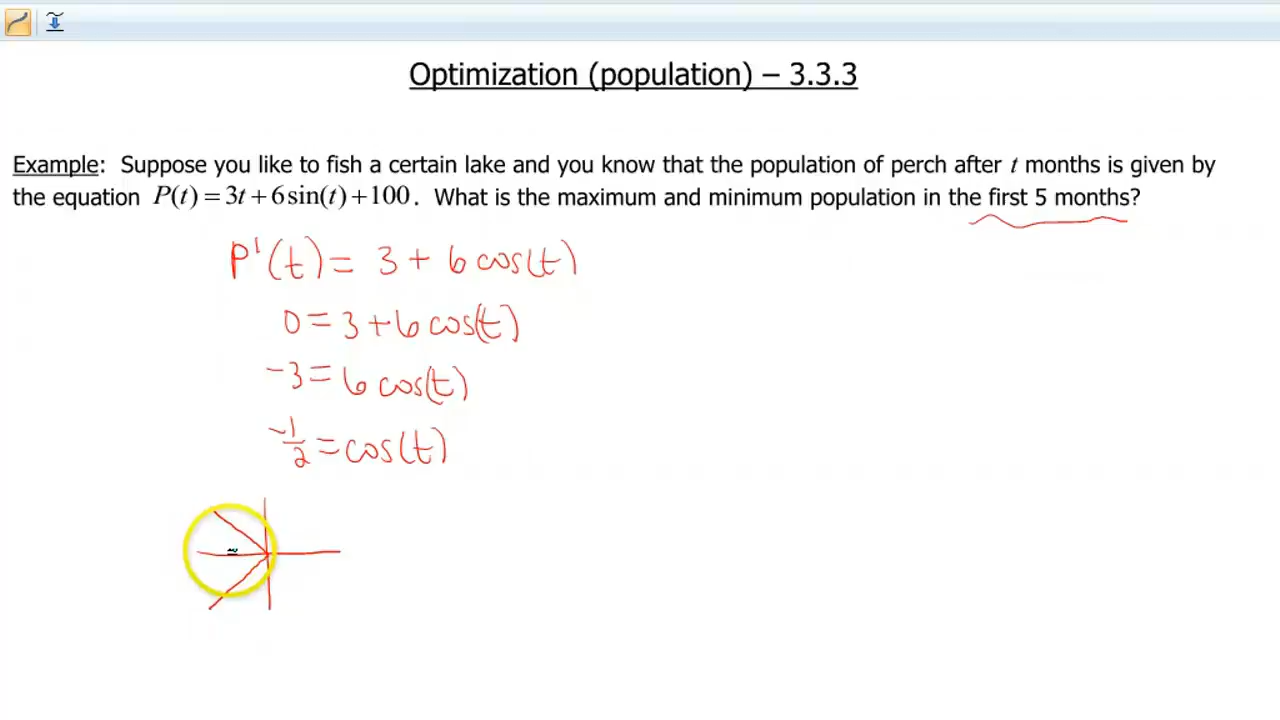 Optimization (population) – 3.3.3
Example: Suppose you like to fish a certain lake and you know that the population of perch after t months is given by
the equation P(t) = 3t + 6sin(t) + 100. What is the maximum and minimum population in the first 5 months?
P'(t) = 3 + 6 cos(t)
0 = 3 + 6 cos(t)
-3 = 6 cos(t)
-1/2 = cos(t)